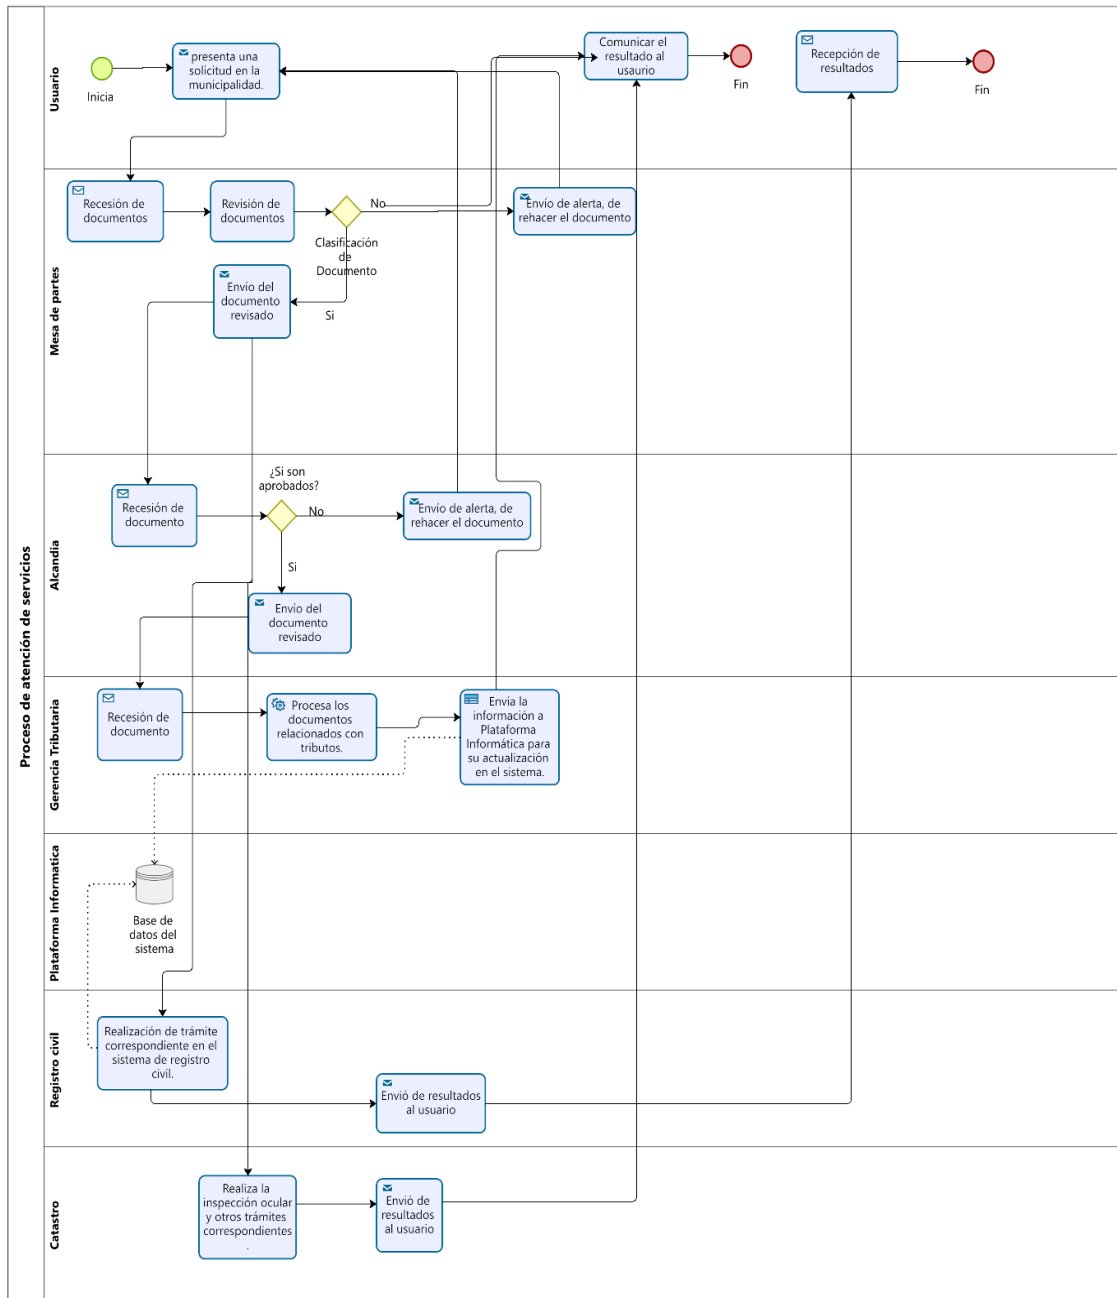 Proceso de atención de servicios
Usuario
Inicia
presenta una
solicitud en la
municipalidad.
Comunicar el
resultado al
usaurio
Fin
Recepción de
resultados
Fin
Mesa de partes
Recesión de
documentos
Revisión de
documentos
No
Clasificación
de
Documento
Envío de alerta, de
rehacer el documento
Envío del
documento
revisado
Si
Alcandia
Recesión de
documento
¿Si son
aprobados?
No
Envío de alerta, de
rehacer el documento
Si
Envío del
documento
revisado
Gerencia Tributaria
Recesión de
documento
Procesa los
documentos
relacionados con
tributos.
Envia la
información a
Plataforma
Informática para
su actualización
en el sistema.
Plataforma Informatica
Base de
datos del
sistema
Registro civil
Realización de trámite
correspondiente en el
sistema de registro
civil.
Envió de resultados
al usuario
Catastro
Realiza la
inspección ocular
y otros trámites
correspondientes
.
Envió de
resultados
al usuario